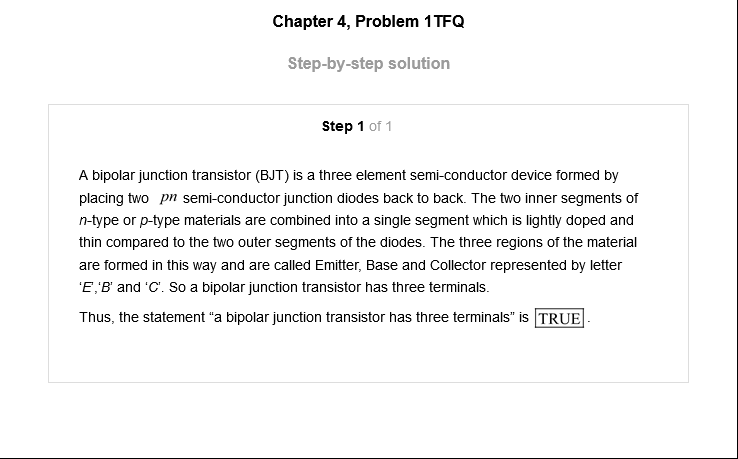 Chapter 4, Problem 1TFQ
Step-by-step solution
Step 1 of 1
A bipolar junction transistor (BJT) is a three element semi-conductor device formed by
placing two pn semi-conductor junction diodes back to back. The two inner segments of
n-type or p-type materials are combined into a single segment which is lightly doped and
thin compared to the two outer segments of the diodes. The three regions of the material
are formed in this way and are called Emitter, Base and Collector represented by letter
‘E’,‘B’ and ‘C’. So a bipolar junction transistor has three terminals.
Thus, the statement “a bipolar junction transistor has three terminals” is TRUE.